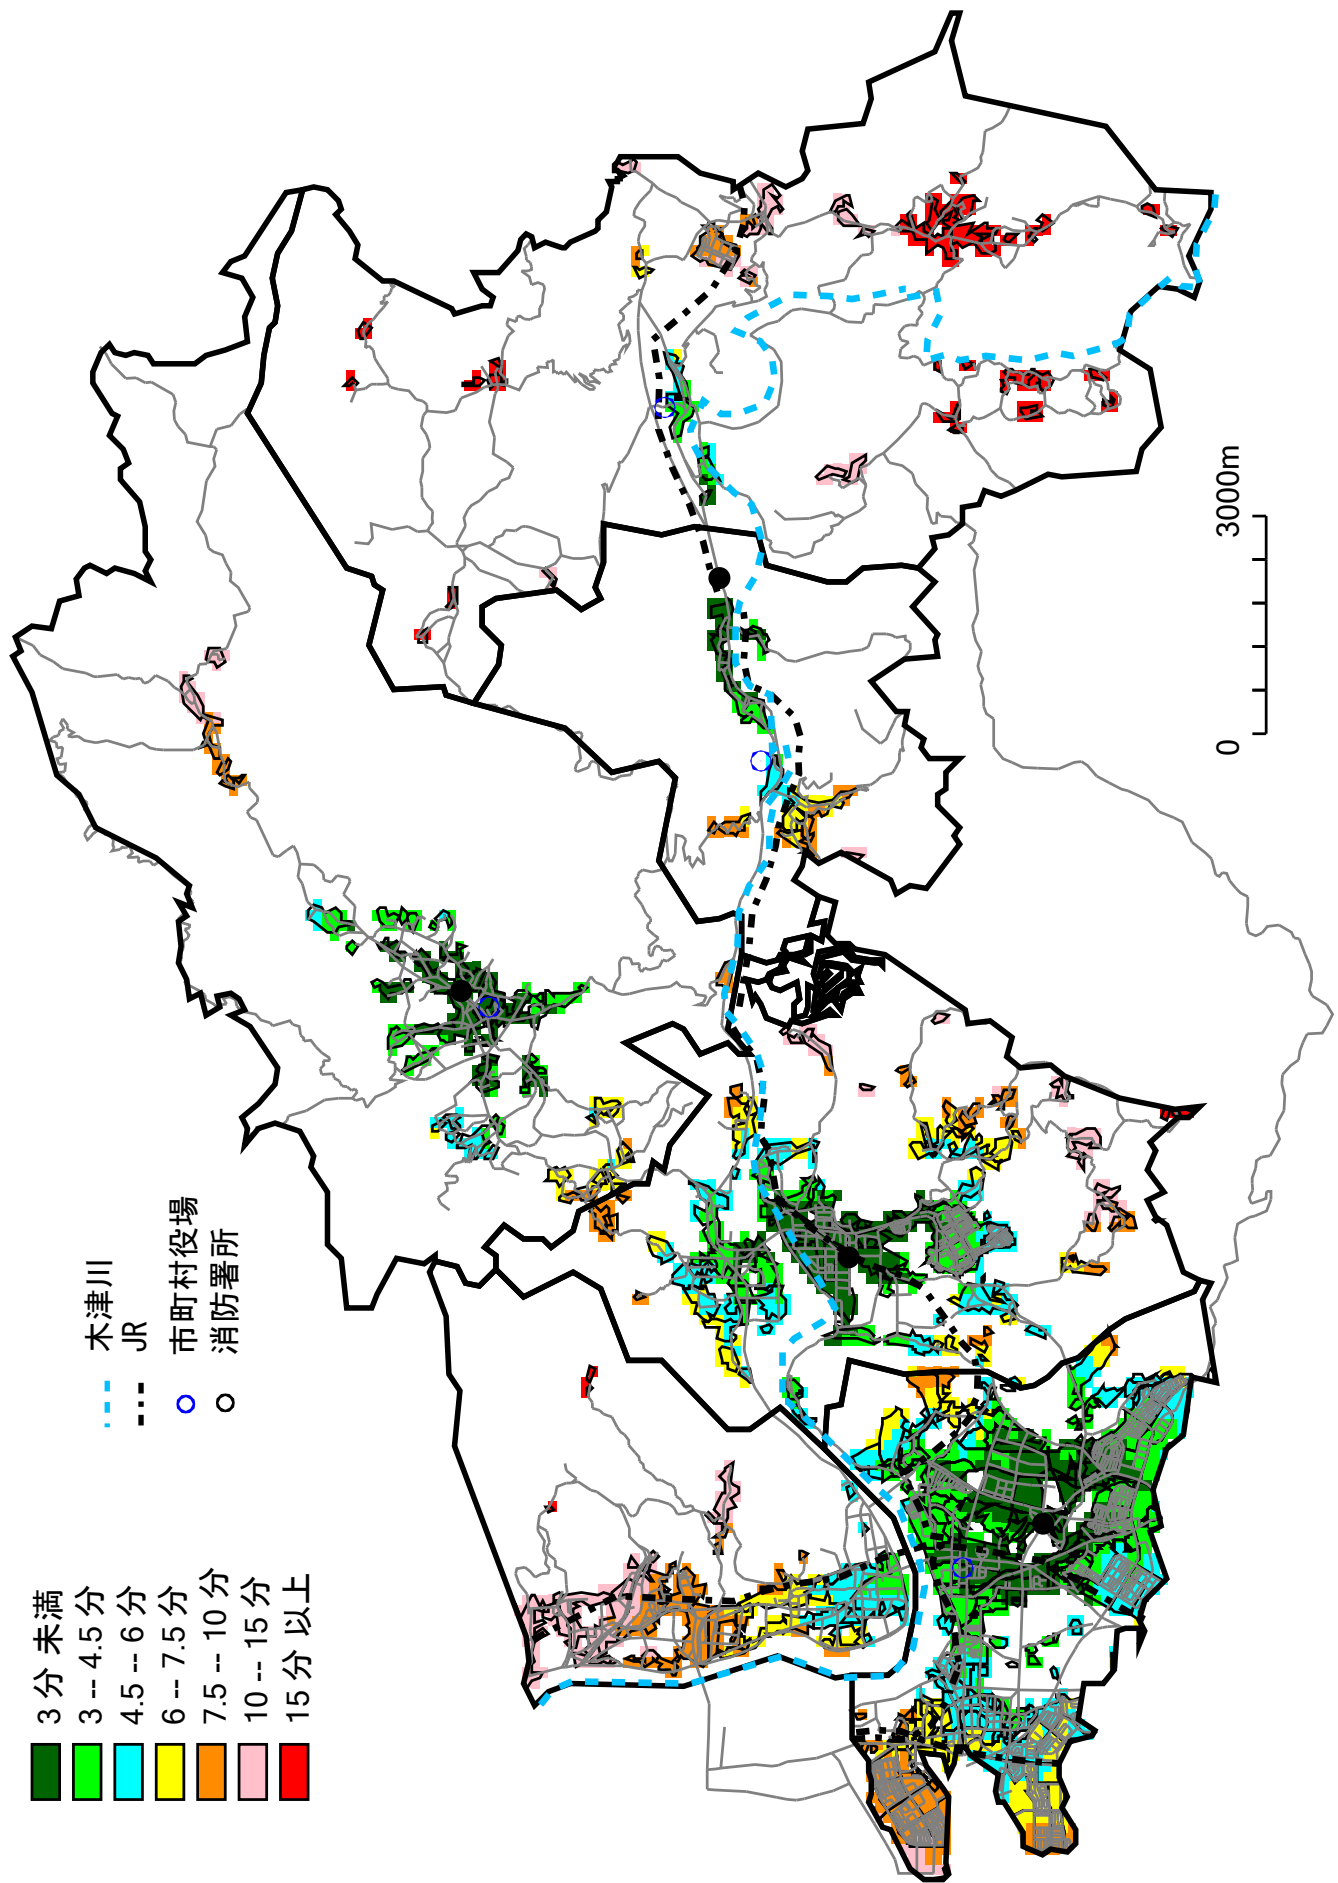 木津川
JR
市町村役場
消防署所
3 分 未満
3 -- 4.5 分
4.5 -- 6 分
6 -- 7.5 分
7.5 -- 10 分
10 -- 15 分
15 分 以上
0 3000m